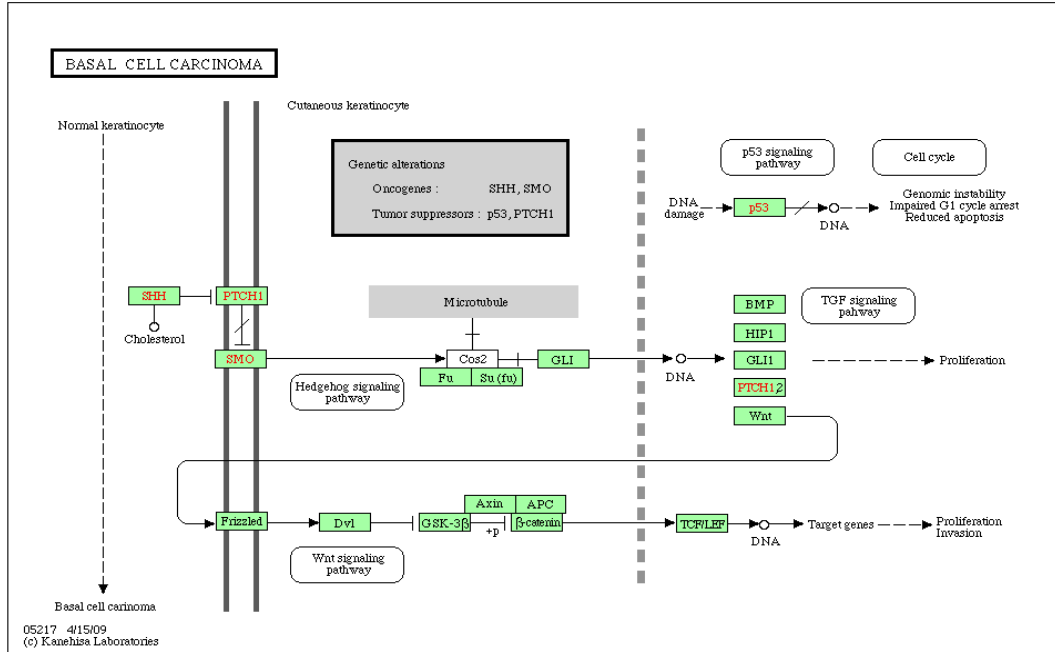 BASAL CELL CARCINOMA
Cutaneous keratinocyte
Normal keratinocyte
Genetic alterations
Oncogenes : SHH, SMO
Tumor suppressors : p53, PTCH1
p53 signaling
pathway
Cell cycle
DNA
damage
p53
DNA
Genomic instability
Impaired G1 cycle arrest
Reduced apoptosis
SHH
PTCH1
Cholesterol
Microtubule
BMP
TGF signaling
pahway
HIP1
SMO
Cos2
GLI
DNA
GLI1
Proliferation
Fu
Su (fu)
Hedgehog signaling
pathway
PTCH1,2
Wnt
Axin
APC
Frizzled
Dvl
GSK-3β
+p
β-catenin
TCF/LEF
DNA
Target genes
Proliferation
Invasion
Wnt signaling
pathway
Basal cell carinoma
05217 4/15/09
(c) Kanehisa Laboratories